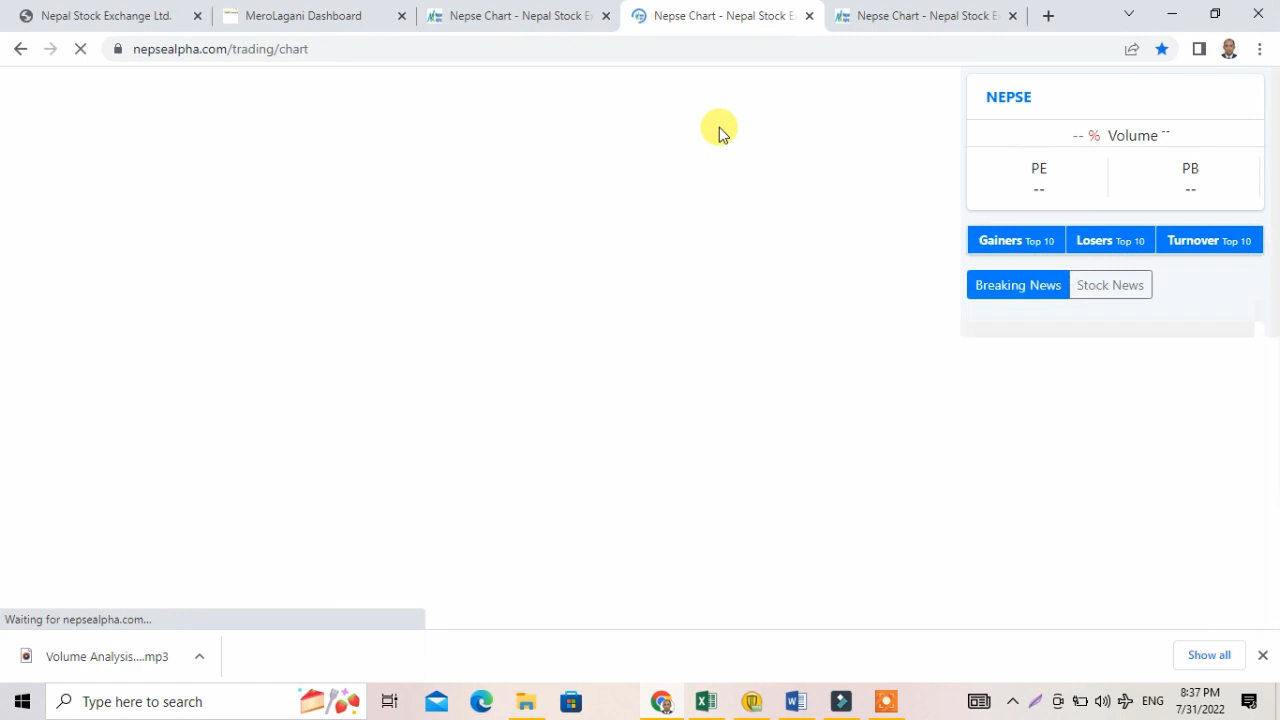 Nepal Stock Exchange Ltd.
MeroLagani Dashboard
Nepse Chart - Nepal Stock E
Nepse Chart - Nepal Stock E
Nepse Chart - Nepal Stock E
nepsealpha.com/trading/chart
NEPSE
-- % Volume --
PE PB
-- --
Gainers Top 10 Losers Top 10 Turnover Top 10
Breaking News Stock News
Waiting for nepsealpha.com...
Volume Analysis....mp3
Show all
Type here to search
ENG
8:37 PM
7/31/2022